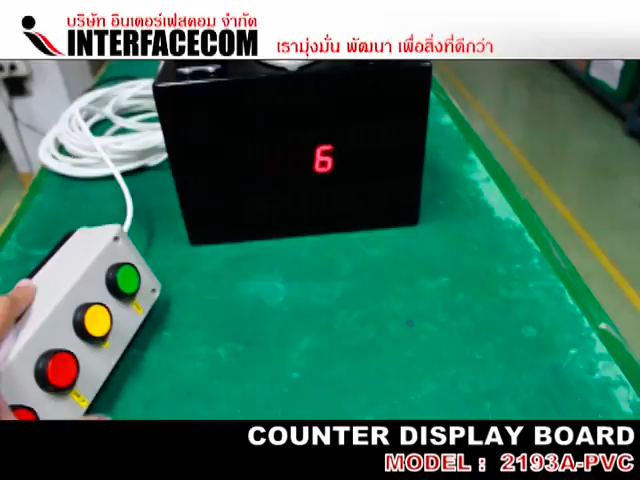 บริษัท อินเตอร์เฟสคอม จำกัด
INTERFACECOM
เรามุ่งมั่น พัฒนา เพื่อสิ่งที่ดีกว่า
6
COUNTER DISPLAY BOARD
MODEL : 2193A-PVC